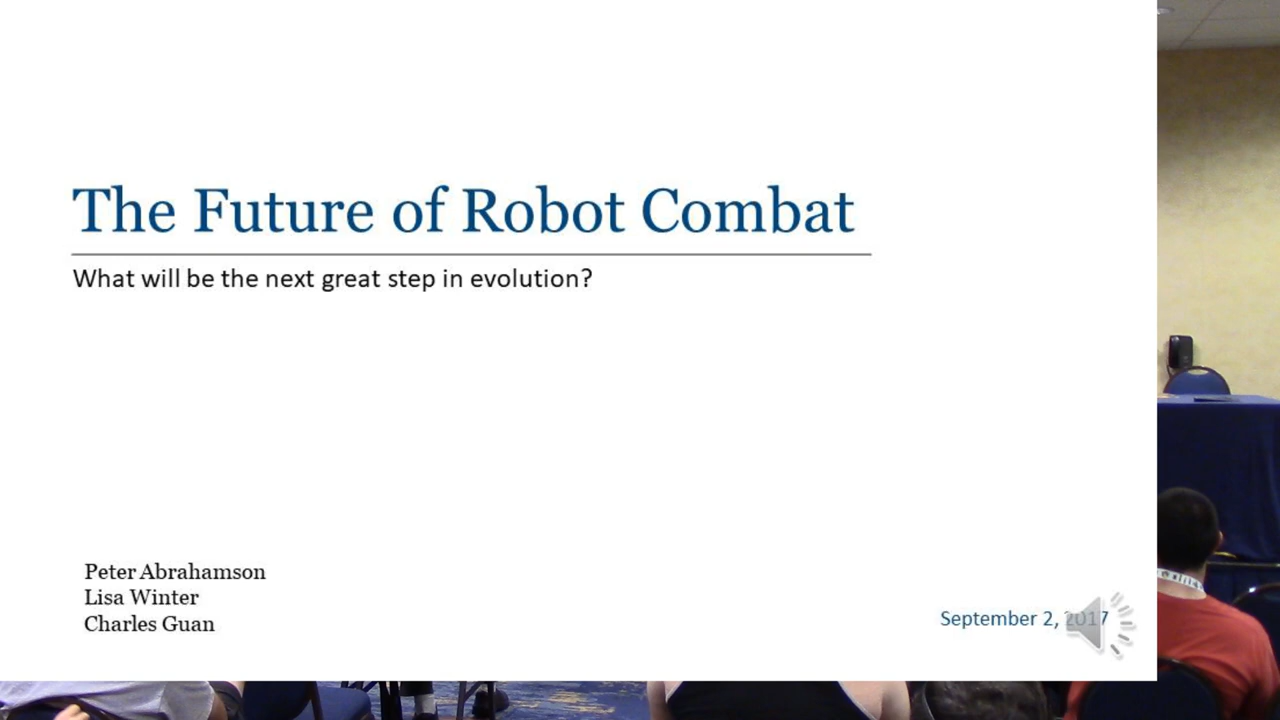 The Future of Robot Combat
What will be the next great step in evolution?
Peter Abrahamson
Lisa Winter
Charles Guan
September 2, 2017